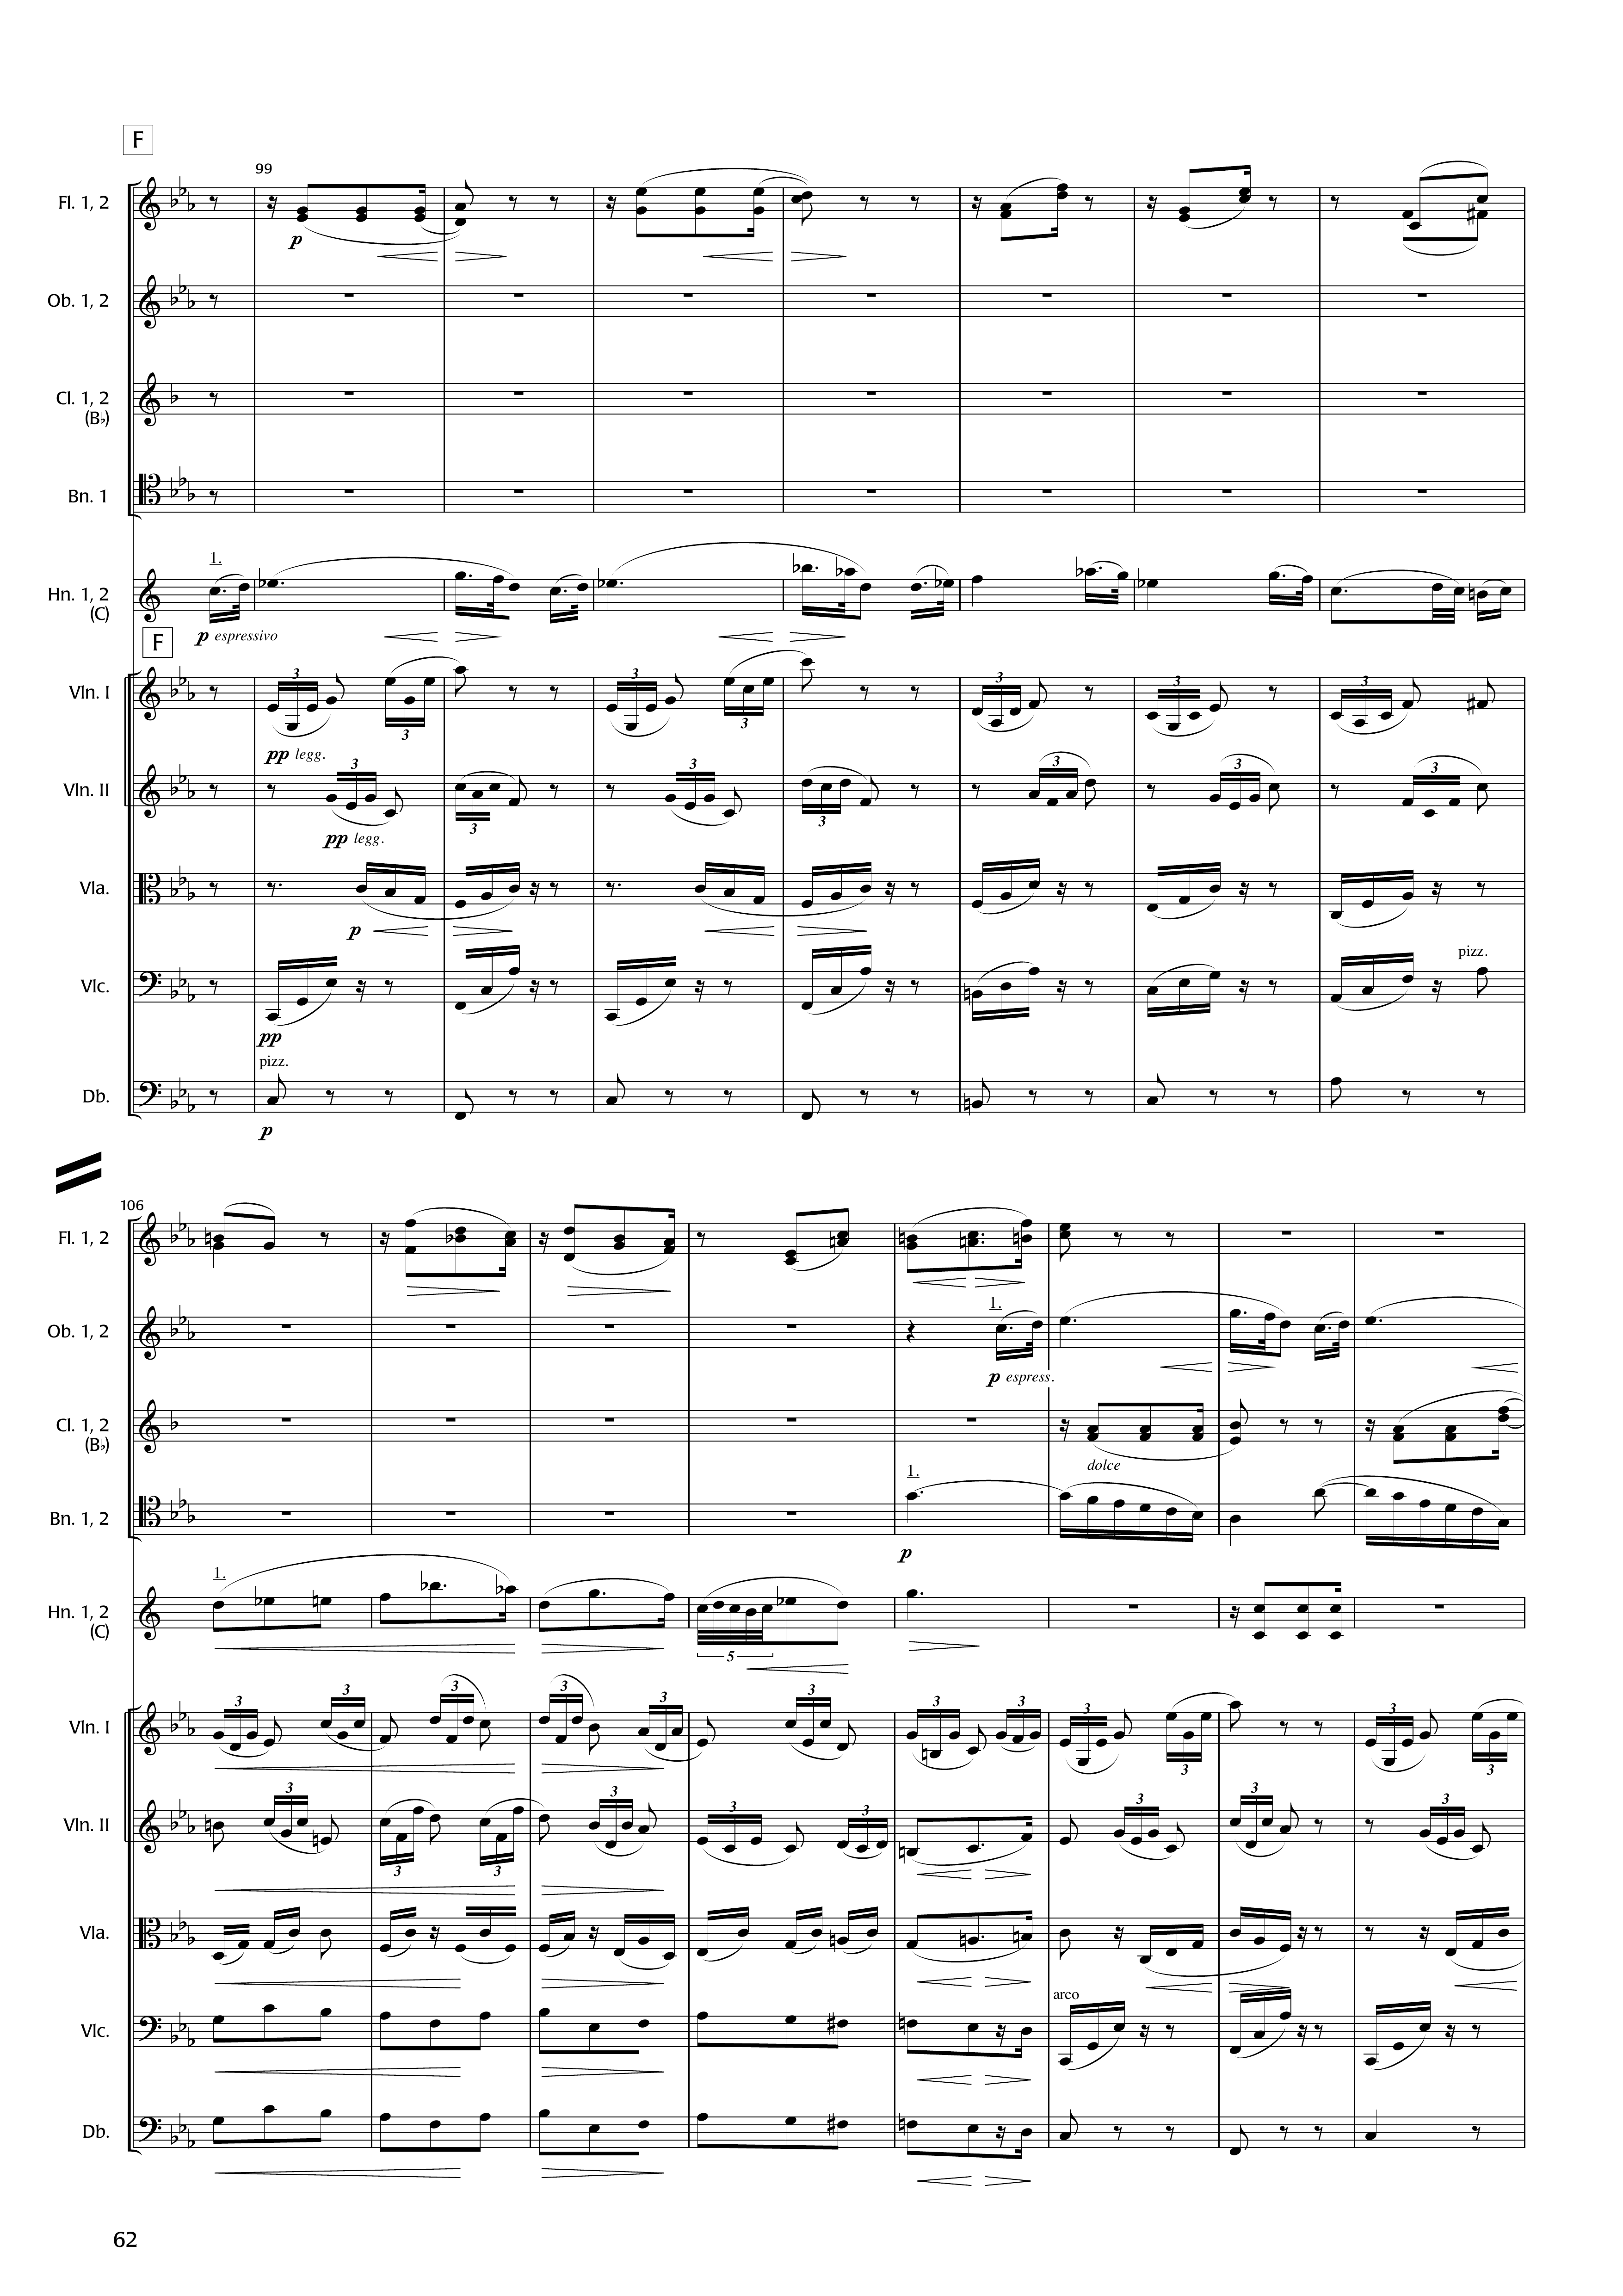 F
99
Fl. 1, 2
p
Ob. 1, 2
Cl. 1, 2
(B♭)
Bn. 1
1.
Hn. 1, 2
(C)
p espressivo
F
3 3 3 3 3 3 3
Vln. I
pp legg.
3 3 3 3 3 3 3
Vln. II
pp legg.
Vla.
p
pizz.
Vlc.
pp
pizz.
Db.
p
106
Fl. 1, 2
1.
Ob. 1, 2
p espress.
Cl. 1, 2
(B♭)
dolce
1.
Bn. 1, 2
p
1.
Hn. 1, 2
(C)
5
3 3 3 3 3 3 3 3 3 3 3
Vln. I
3 3 3 3 3 3 3 3 3
Vln. II
Vla.
arco
Vlc.
Db.
62